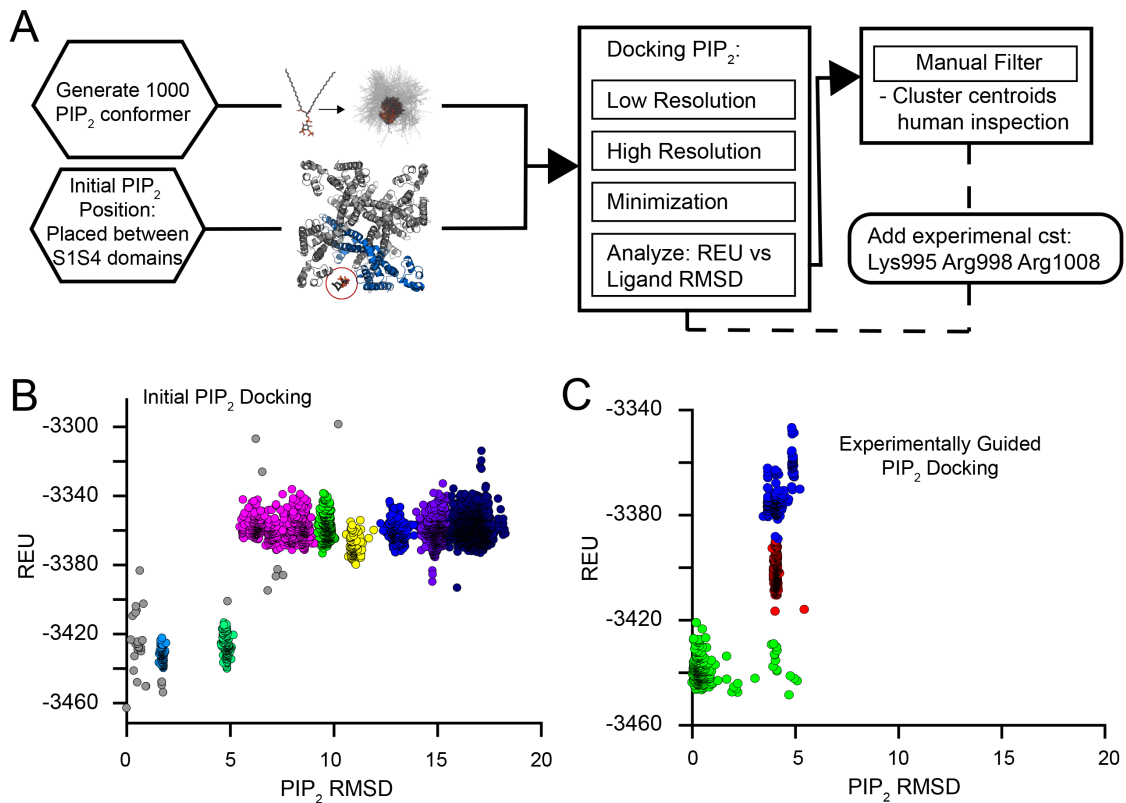 A
Generate 1000
PIP2 conformer
Initial PIP2
Position:
Placed between
S1S4 domains
Docking PIP2:
Low Resolution
High Resolution
Minimization
Analyze: REU vs
Ligand RMSD
Manual Filter
- Cluster centroids
human inspection
Add experimenal cst:
Lys995 Arg998 Arg1008
B
Initial PIP2 Docking
-3300
-3340
-3380
-3420
-3460
REU
0
5
10
15
20
PIP2 RMSD
C
Experimentally Guided
PIP2 Docking
-3340
-3380
-3420
-3460
REU
0
5
10
15
20
PIP2 RMSD